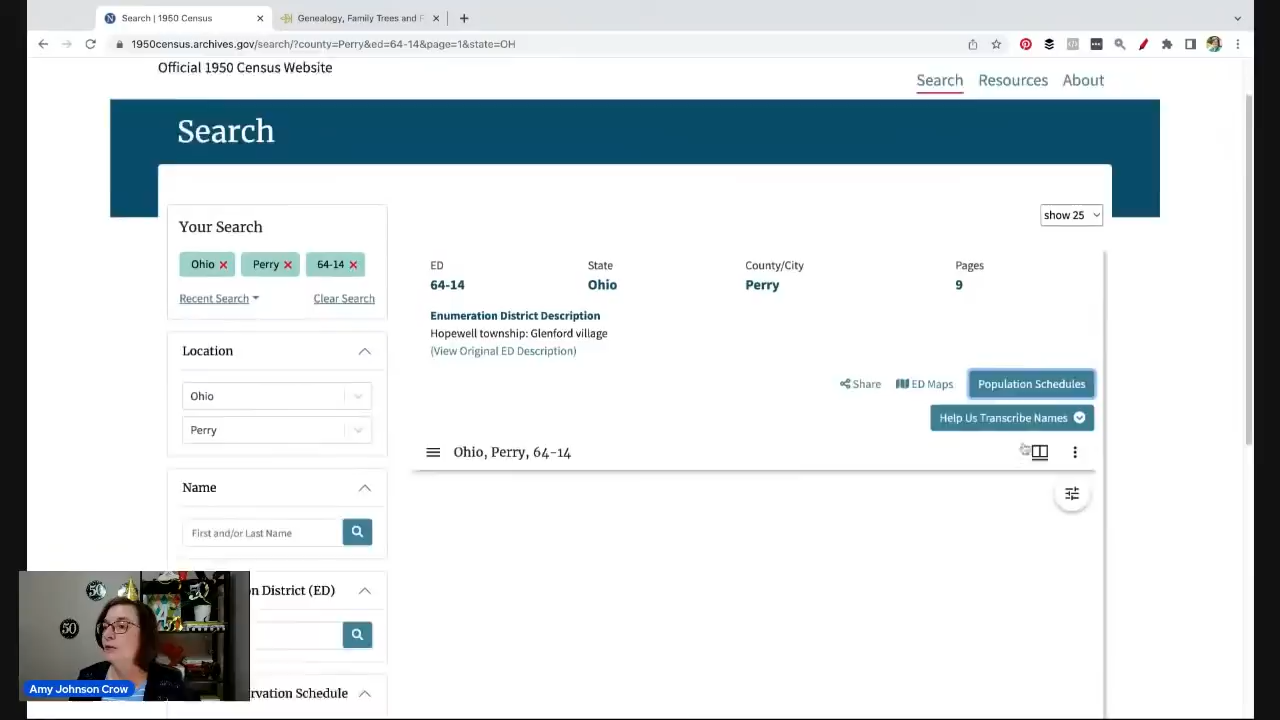 Search | 1950 Census
Genealogy, Family Trees and F
1950census.archives.gov/search/?county=Perry&ed=64-14&page=1&state=OH
Official 1950 Census Website
Search Resources About
Search
Your Search
Ohio Perry 64-14
Recent Search Clear Search
Location
Ohio
Perry
Name
First and/or Last Name
on District (ED)
rvation Schedule
show 25
ED State County/City Pages
64-14 Ohio Perry 9
Enumeration District Description
Hopewell township: Glenford village
(View Original ED Description)
Share ED Maps Population Schedules
Help Us Transcribe Names
Ohio, Perry, 64-14
50
50
50
Amy Johnson Crow